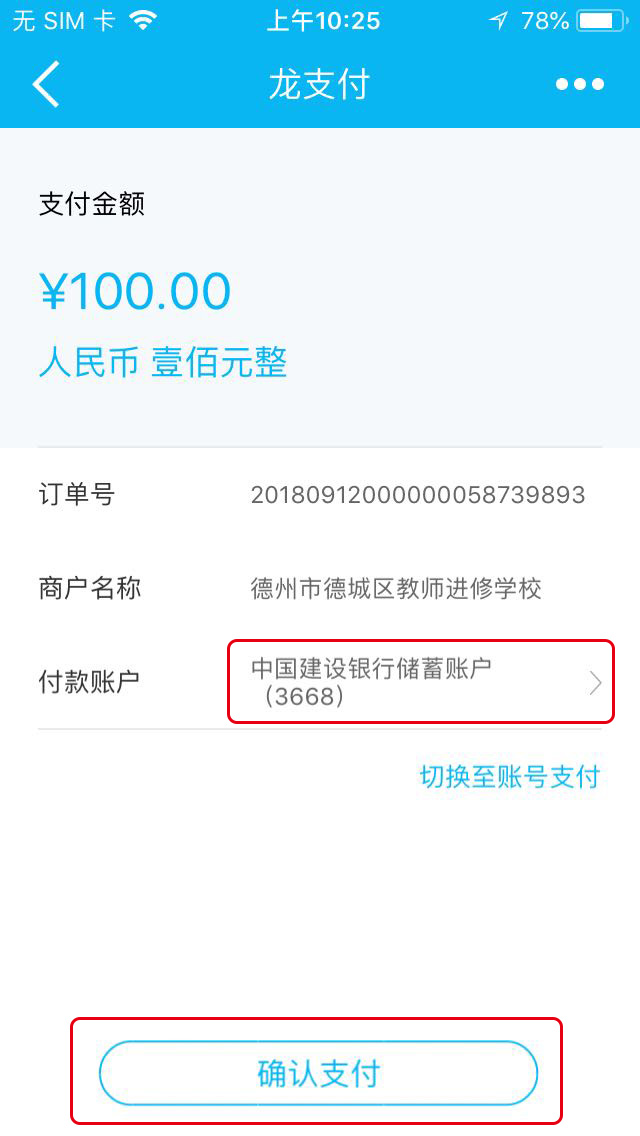 无 SIM 卡 上午10:25 78%
龙支付
支付金额
¥100.00
人民币 壹佰元整
订单号 20180912000000058739893
商户名称 德州市德城区教师进修学校
付款账户 中国建设银行储蓄账户
（3668）
切换至账号支付
确认支付